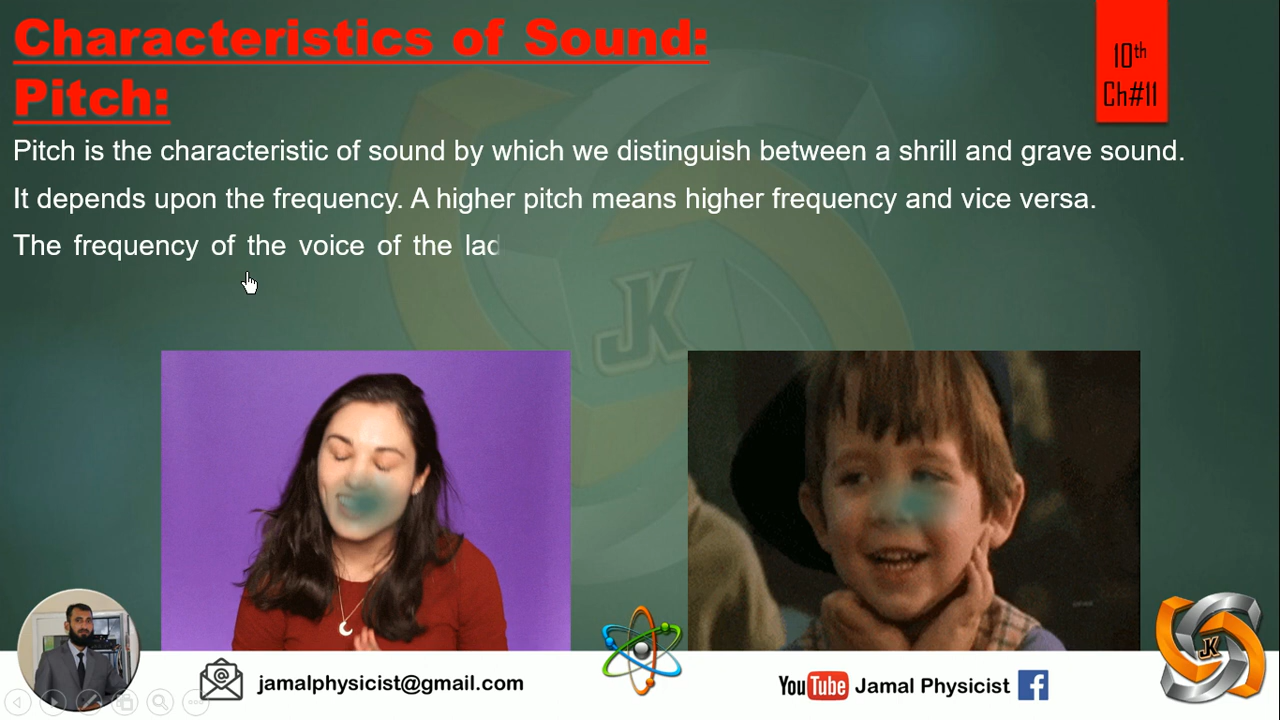 Characteristics of Sound:
Pitch:
10th
Ch#11
Pitch is the characteristic of sound by which we distinguish between a shrill and grave sound.
It depends upon the frequency. A higher pitch means higher frequency and vice versa.
The frequency of the voice of the
JK
jamalphysicist@gmail.com
YouTube Jamal Physicist f
JK